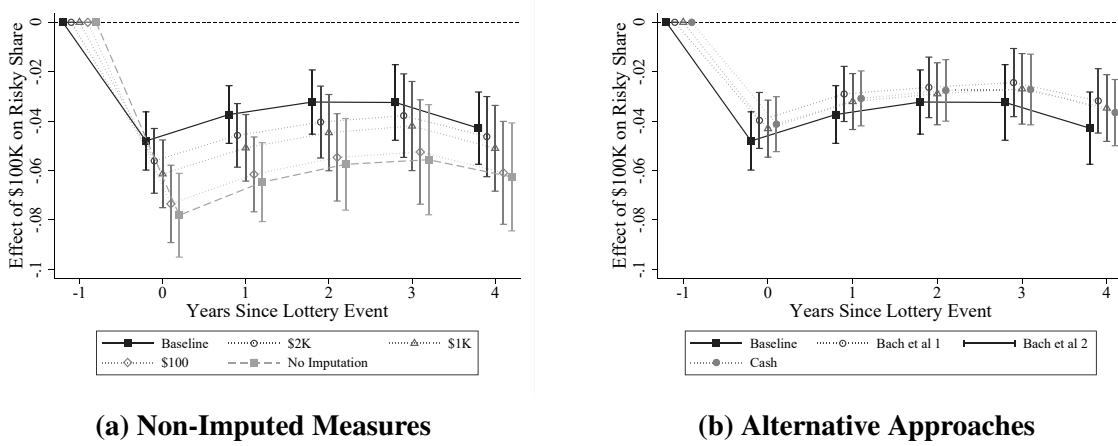 Effect of $100K on Risky Share
0
-.02
-.04
-.06
-.08
-.1
-1 0 1 2 3 4
Years Since Lottery Event
Baseline $2K $1K
$100 No Imputation
(a) Non-Imputed Measures
Effect of $100K on Risky Share
0
-.02
-.04
-.06
-.08
-.1
-1 0 1 2 3 4
Years Since Lottery Event
Baseline Bach et al 1 Bach et al 2
Cash
(b) Alternative Approaches